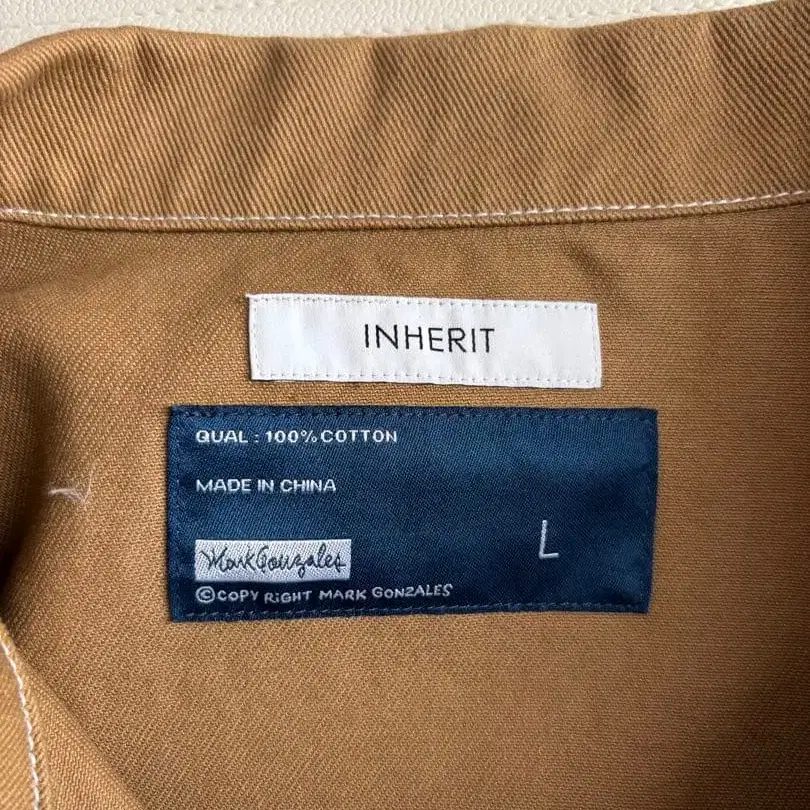 INHERIT
QUAL : 100% COTTON
MADE IN CHINA
L
Mark Gonzales
©COPY RIGHT MARK GONZALES